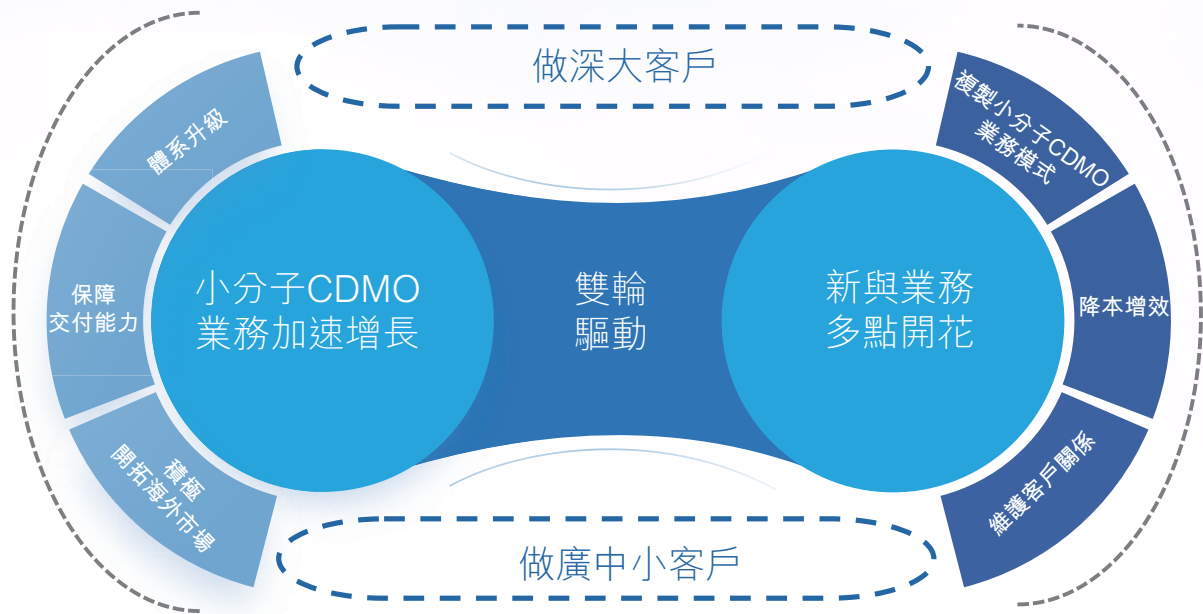 做深大客戶
體系升級
保障
交付能力
積極
開拓海外市場
小分子CDMO
業務加速增長
雙輪
驅動
新與業務
多點開花
複製小分子CDMO
業務模式
降本增效
維護客戶關係
做廣中小客戶